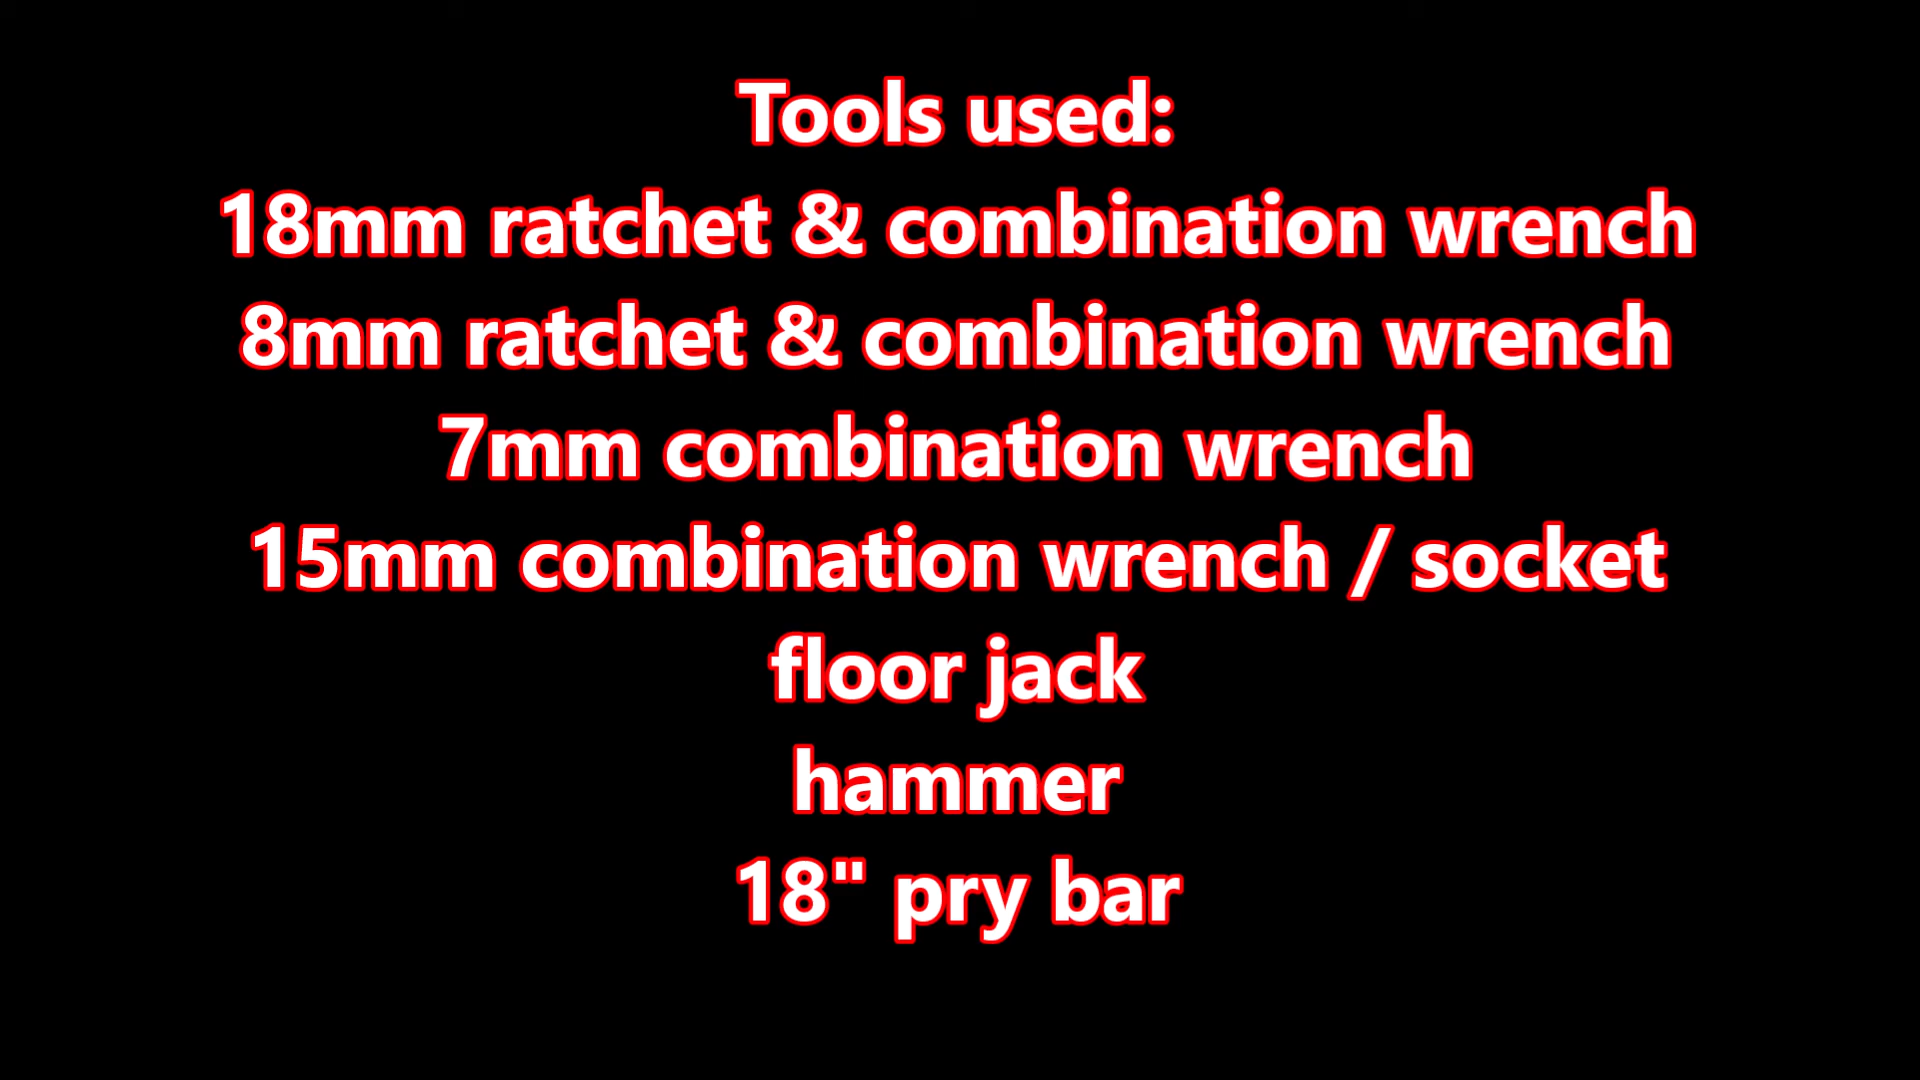 Tools used:
18mm ratchet & combination wrench
8mm ratchet & combination wrench
7mm combination wrench
15mm combination wrench / socket
floor jack
hammer
18" pry bar